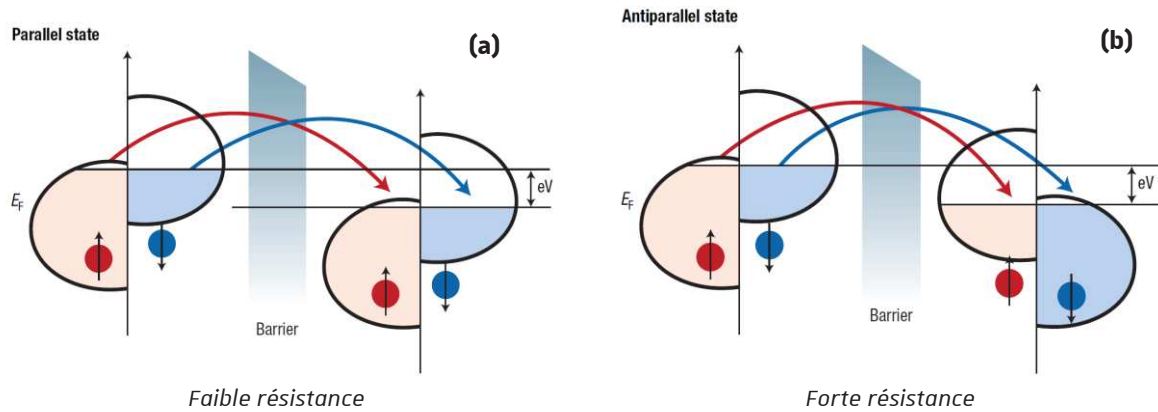 Parallel state
(a)
E_F
eV
Barrier
Faible résistance
Antiparallel state
(b)
E_F
eV
Barrier
Forte résistance